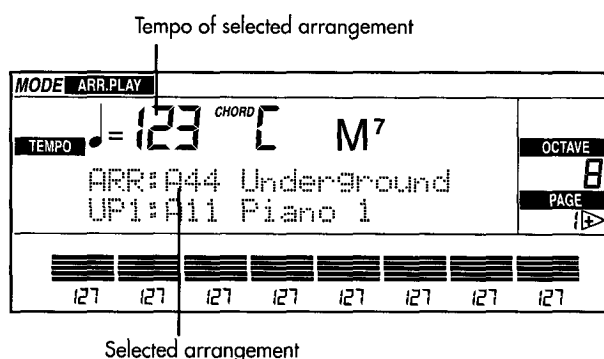 Tempo of selected arrangement
MODE ARR.PLAY
TEMPO ♩= 123 CHORD C M7
OCTAVE
8
ARR:A44 Underground
UP1:A11 Piano 1
PAGE
1+
127 127 127 127 127 127 127 127
Selected arrangement